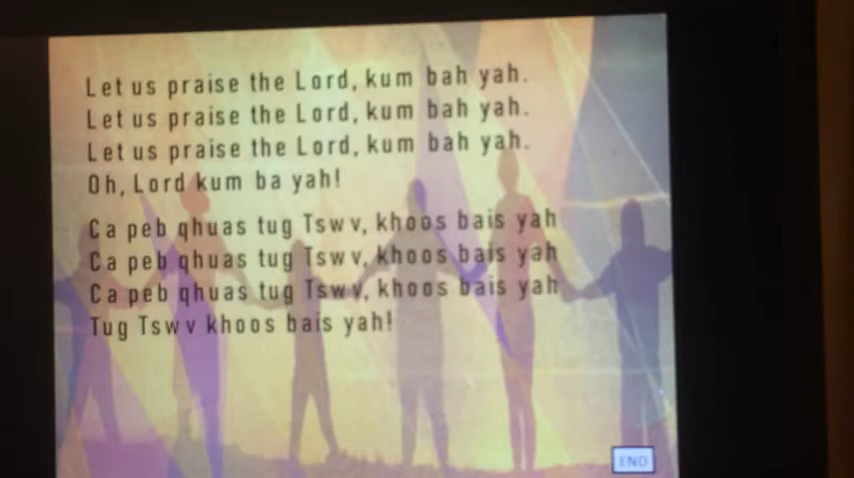 Let us praise the Lord, kum bah yah.
Let us praise the Lord, kum bah yah.
Let us praise the Lord, kum bah yah.
Oh, Lord kum ba yah!
Ca peb qhuas tug Tswv, khoos bais yah
Ca peb qhuas tug Tswv, khoos bais yah
Ca peb qhuas tug Tswv, khoos bais yah
Tug Tswv khoos bais yah!
END